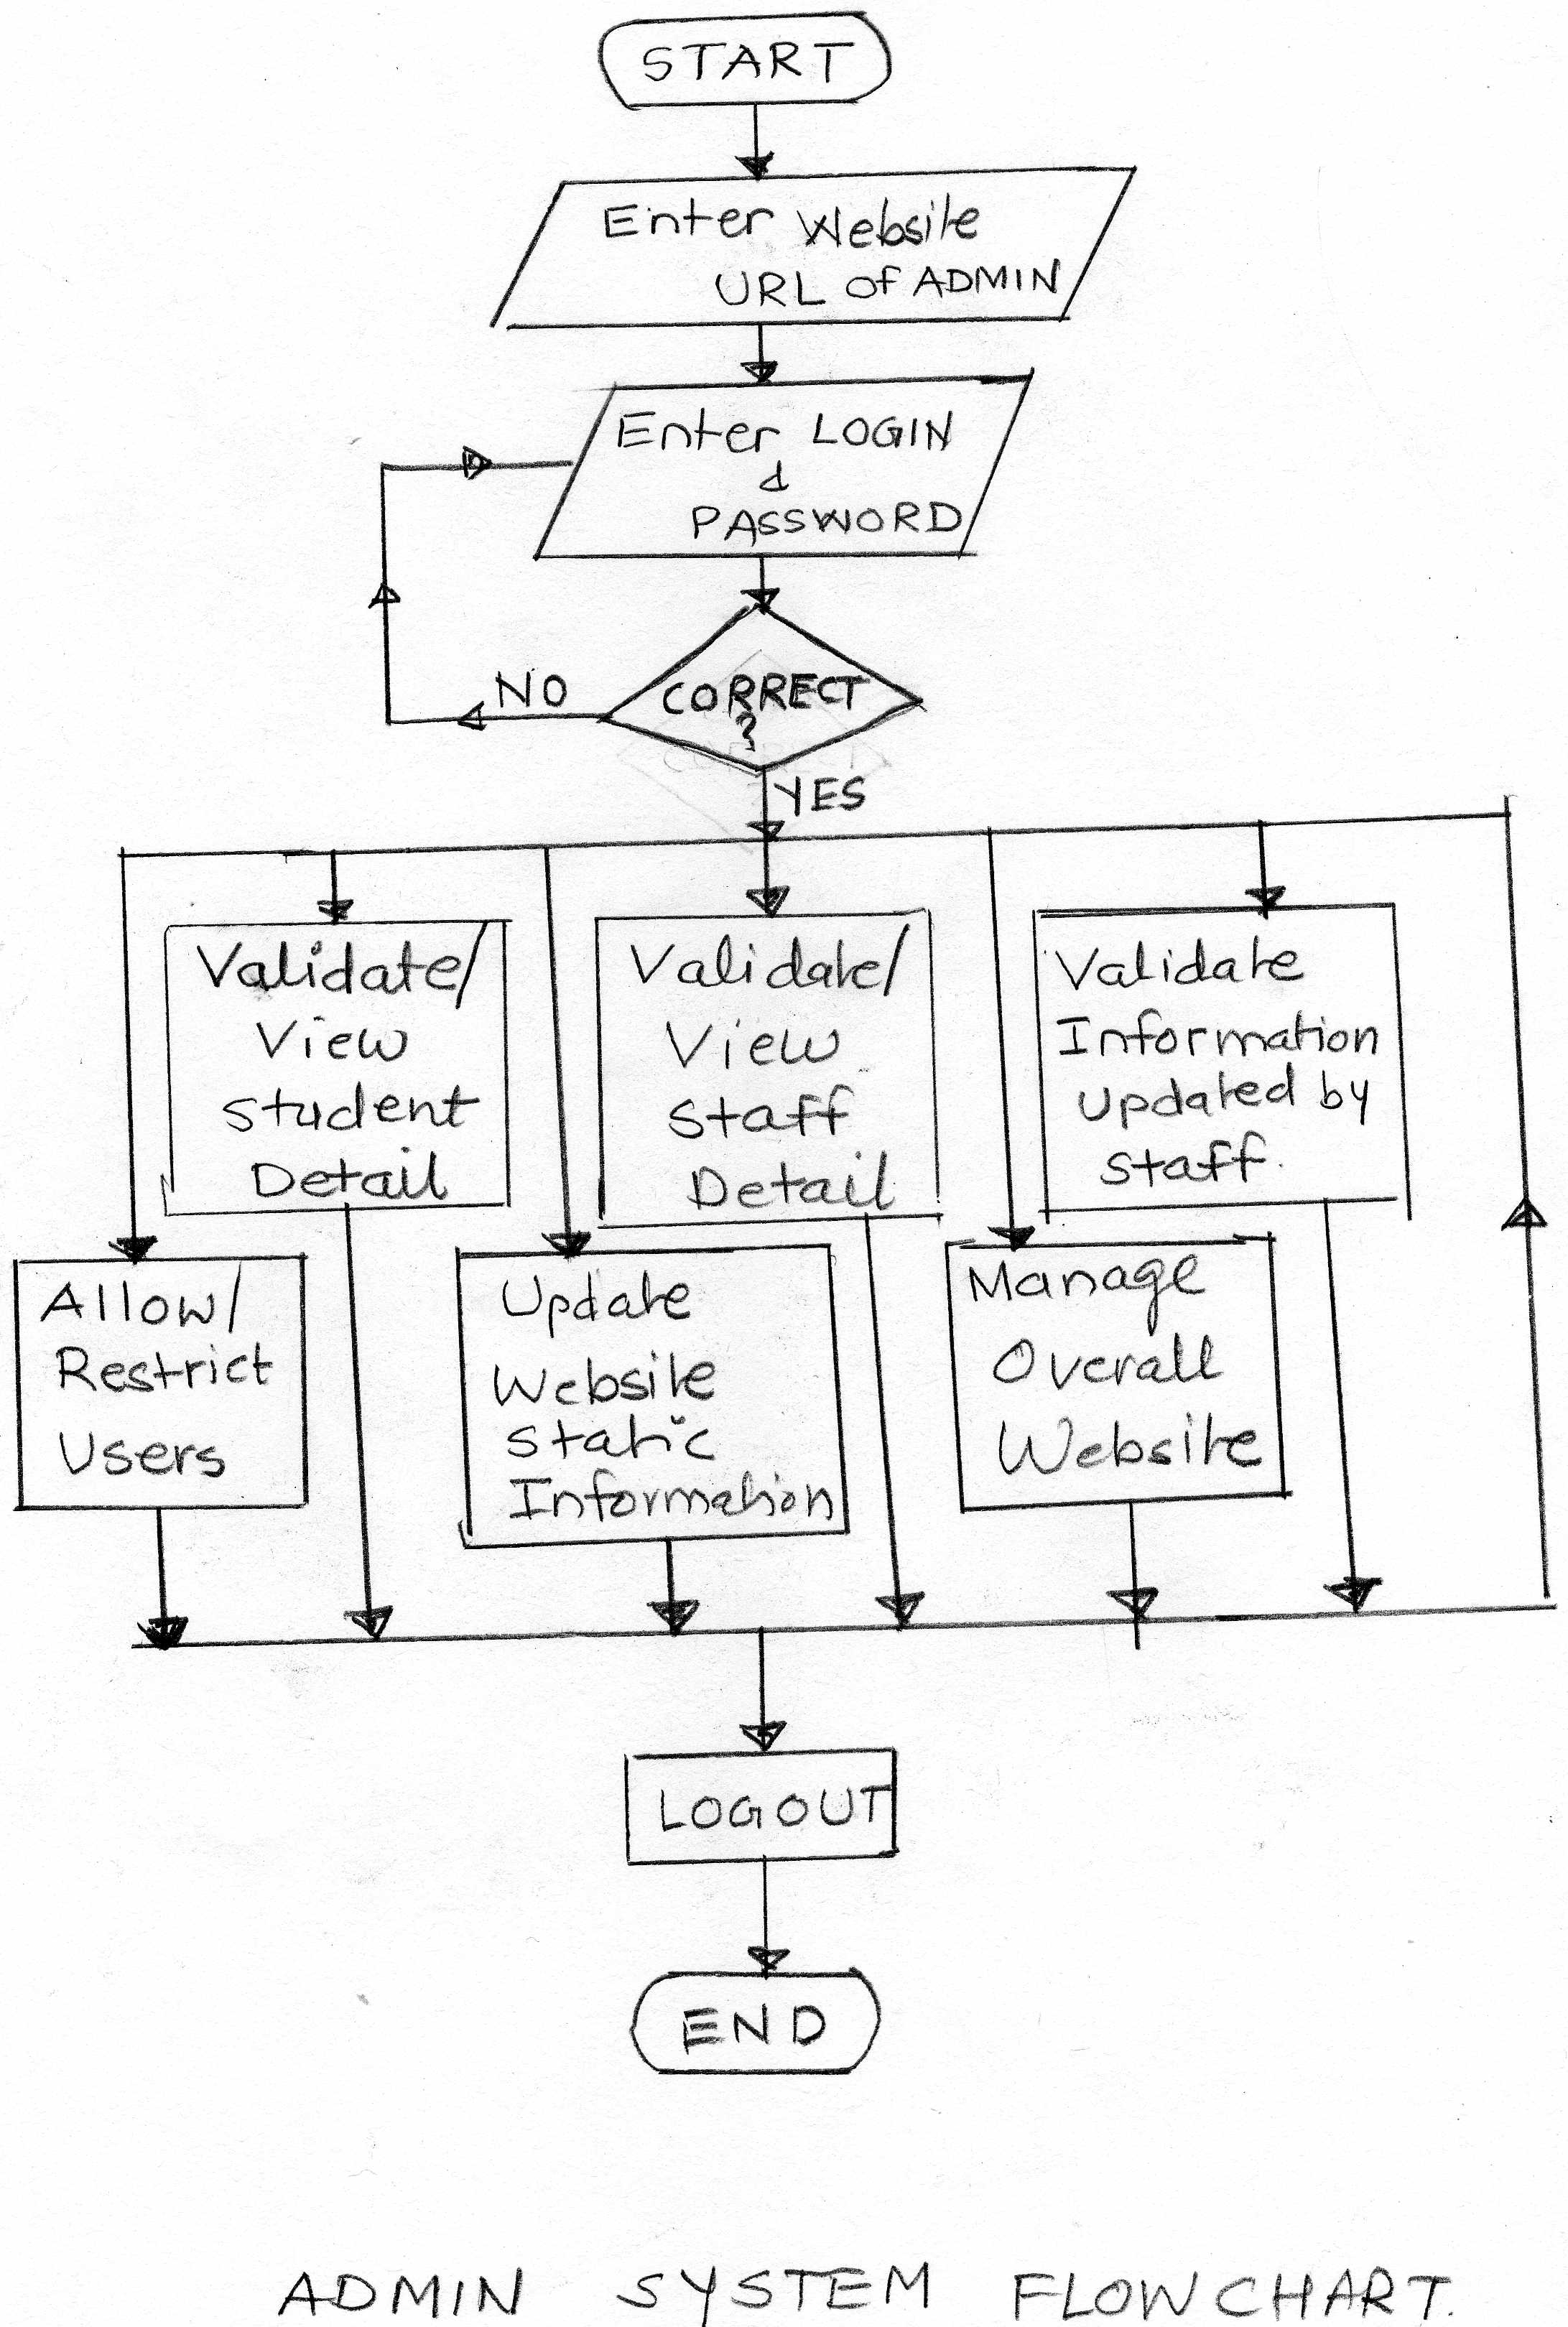 START
Enter Website
URL of ADMIN
Enter LOGIN
&
PASSWORD
CORRECT
?
NO
YES
Validate/
View
Student
Detail
Validate/
View
Staff
Detail
Validate
Information
Updated by
Staff.
Allow/
Restrict
Users
Update
Website
Static
Information
Manage
Overall
Website
LOGOUT
END
ADMIN SYSTEM FLOWCHART.